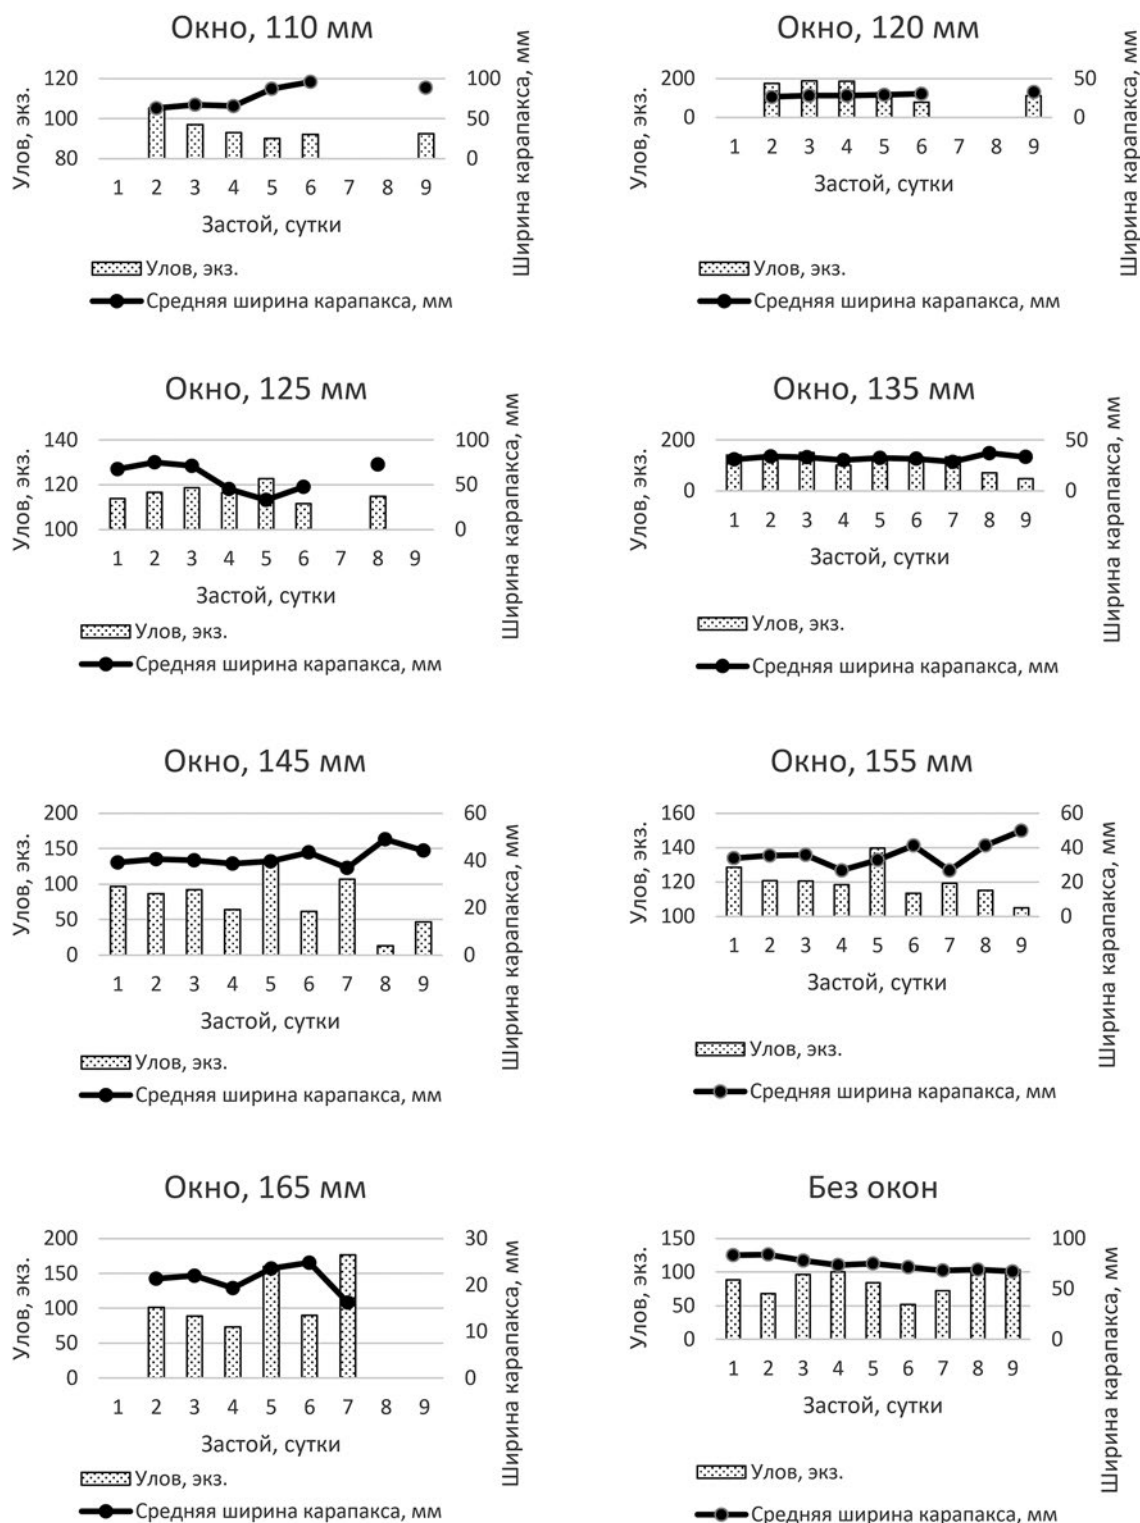 Окно, 110 мм
Улов, экз.
120
100
80
100
50
0
Ширина карапакса, мм
1 2 3 4 5 6 7 8 9
Застой, сутки
Улов, экз.
Средняя ширина карапакса, мм
Окно, 120 мм
Улов, экз.
200
0
50
0
Ширина карапакса, мм
1 2 3 4 5 6 7 8 9
Застой, сутки
Улов, экз.
Средняя ширина карапакса, мм
Окно, 125 мм
Улов, экз.
140
120
100
100
50
0
Ширина карапакса, мм
1 2 3 4 5 6 7 8 9
Застой, сутки
Улов, экз.
Средняя ширина карапакса, мм
Окно, 135 мм
Улов, экз.
200
0
50
0
Ширина карапакса, мм
1 2 3 4 5 6 7 8 9
Застой, сутки
Улов, экз.
Средняя ширина карапакса, мм
Окно, 145 мм
Улов, экз.
200
150
100
50
0
60
40
20
0
Ширина карапакса, мм
1 2 3 4 5 6 7 8 9
Застой, сутки
Улов, экз.
Средняя ширина карапакса, мм
Окно, 155 мм
Улов, экз.
160
140
120
100
60
40
20
0
Ширина карапакса, мм
1 2 3 4 5 6 7 8 9
Застой, сутки
Улов, экз.
Средняя ширина карапакса, мм
Окно, 165 мм
Улов, экз.
200
150
100
50
0
30
20
10
0
Ширина карапакса, мм
1 2 3 4 5 6 7 8 9
Застой, сутки
Улов, экз.
Средняя ширина карапакса, мм
Без окон
Улов, экз.
150
100
50
0
100
50
0
Ширина карапакса, мм
1 2 3 4 5 6 7 8 9
Застой, сутки
Улов, экз.
Средняя ширина карапакса, мм